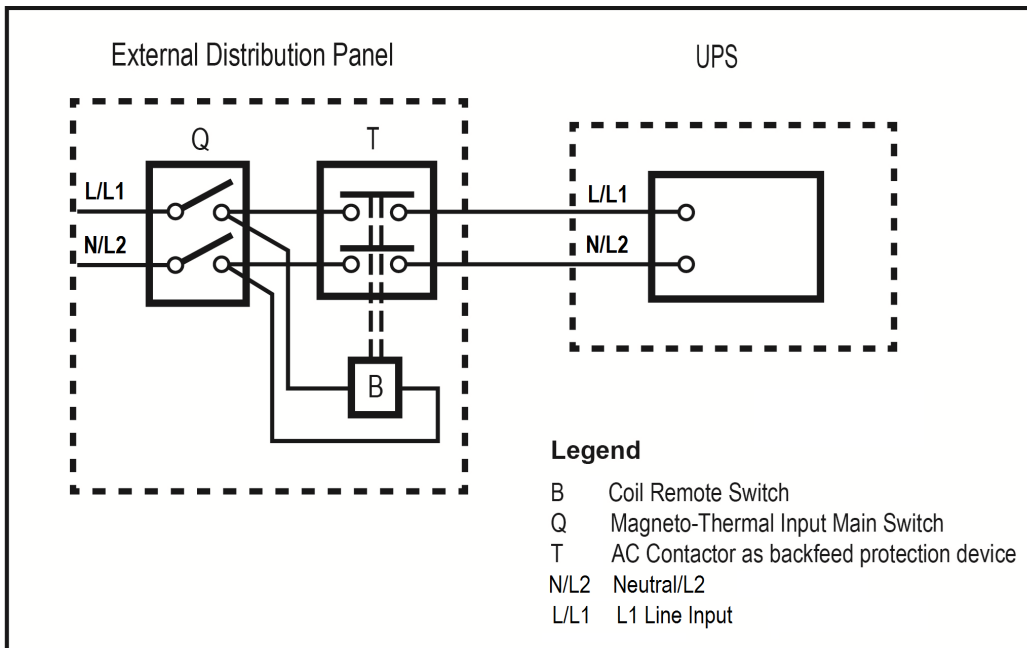 External Distribution Panel
UPS
Q
T
L/L1
N/L2
L/L1
N/L2
B
Legend
B Coil Remote Switch
Q Magneto-Thermal Input Main Switch
T AC Contactor as backfeed protection device
N/L2 Neutral/L2
L/L1 L1 Line Input